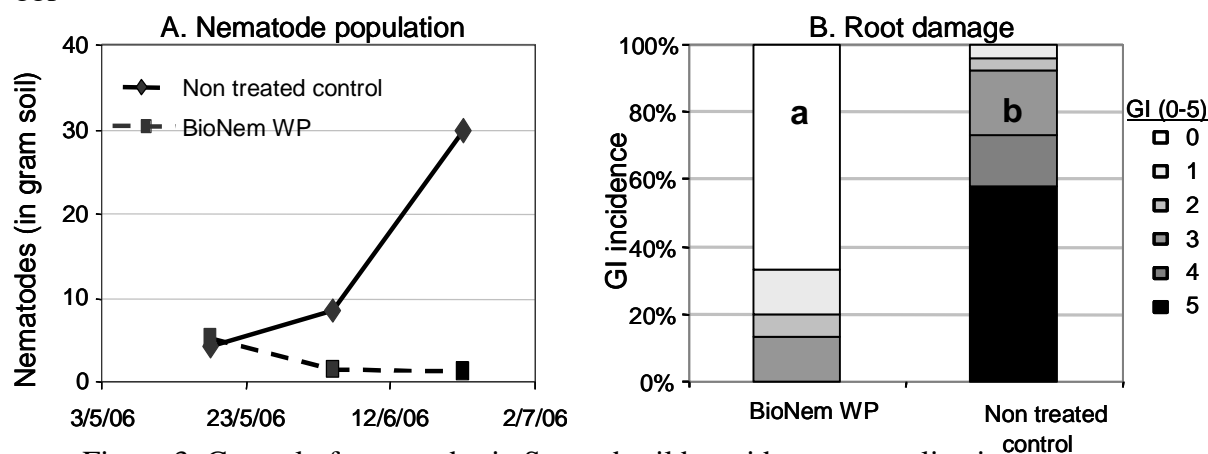 A. Nematode population
Nematodes (in gram soil)
40
30
20
10
0
Non treated control
BioNem WP
3/5/06 23/5/06 12/6/06 2/7/06
B. Root damage
GI incidence
100%
80%
60%
40%
20%
0%
a
b
BioNem WP
Non treated
control
GI (0-5)
0
1
2
3
4
5